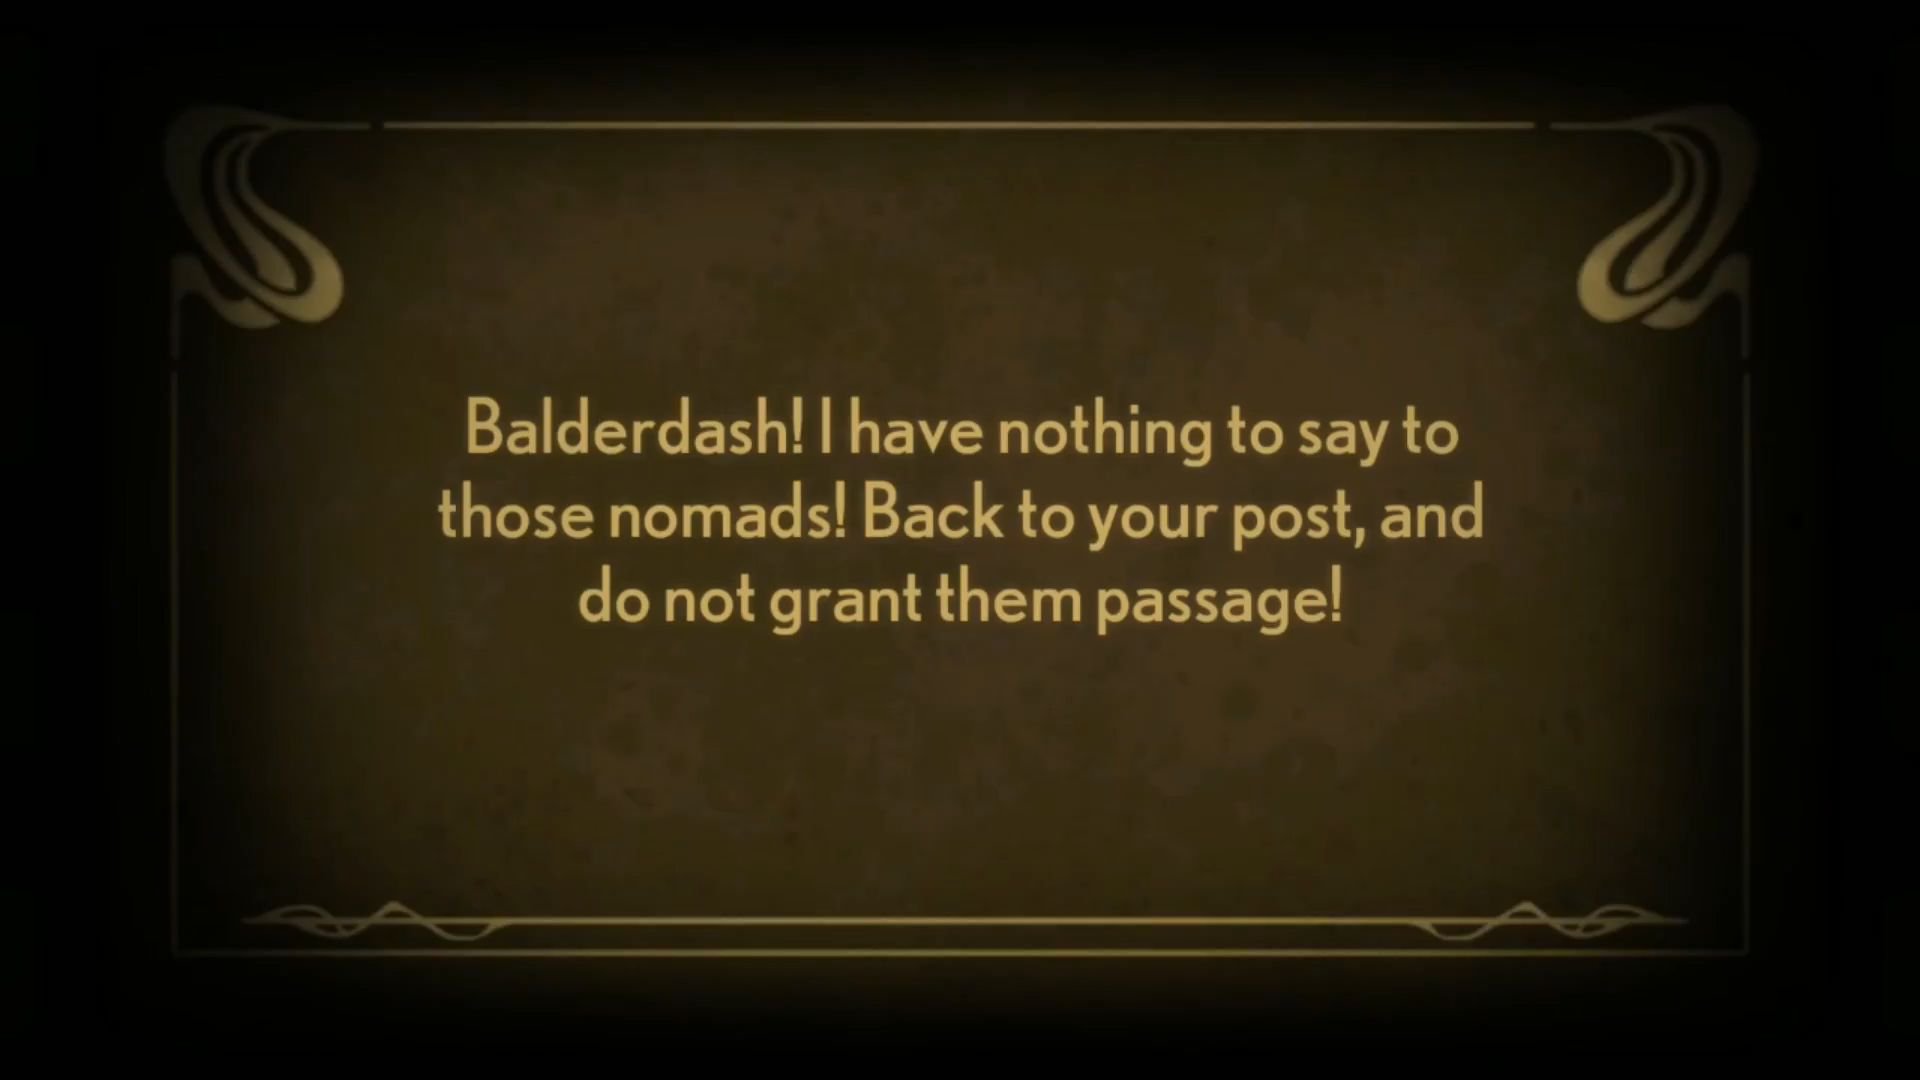 Balderdash! I have nothing to say to
those nomads! Back to your post, and
do not grant them passage!